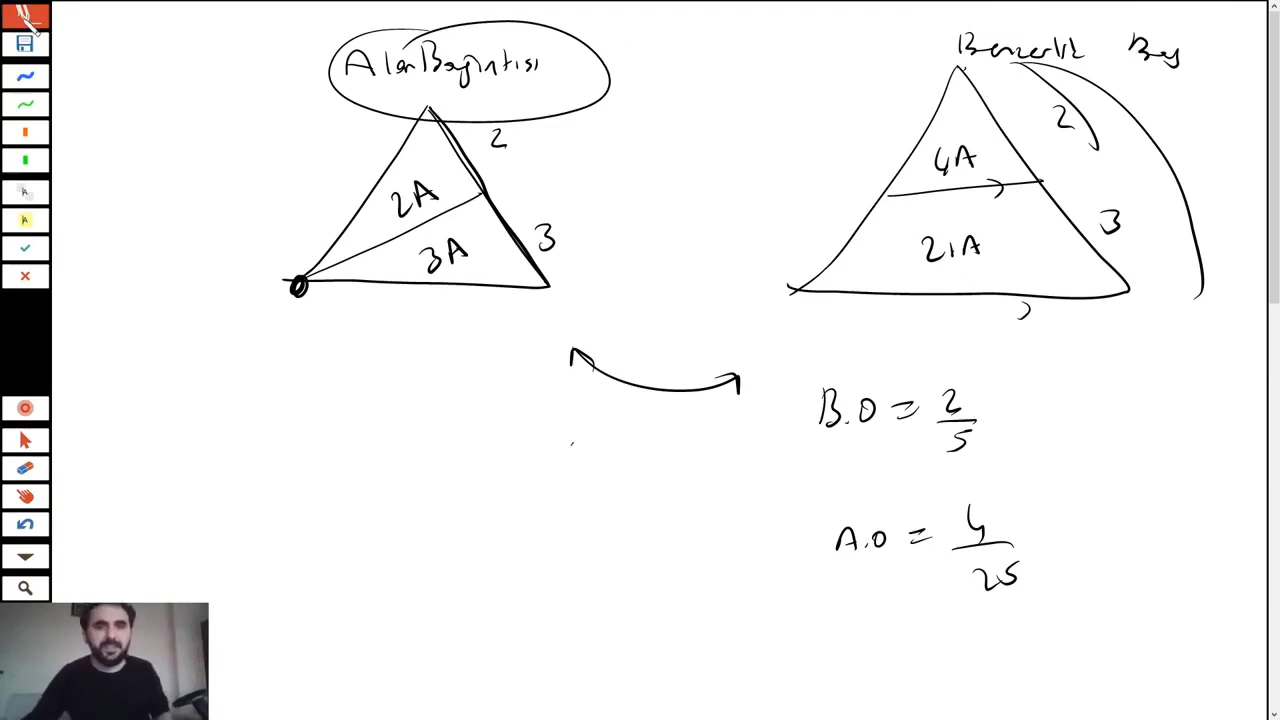 Alan Bağıntısı
2
2A
3A
3
Benzerlik Bağ
2
4A
3
21A
B.O = 2/5
A.O = 4/25